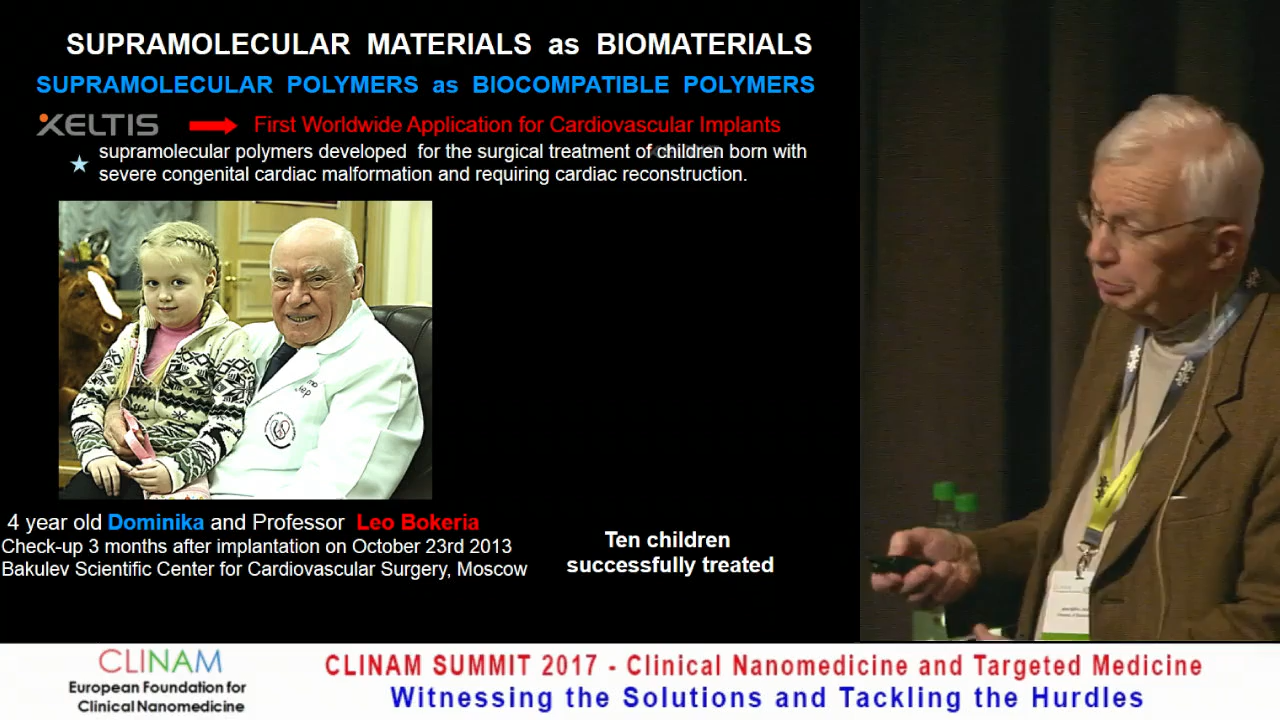 SUPRAMOLECULAR MATERIALS as BIOMATERIALS
SUPRAMOLECULAR POLYMERS as BIOCOMPATIBLE POLYMERS
XELTIS First Worldwide Application for Cardiovascular Implants
supramolecular polymers developed for the surgical treatment of children born with
severe congenital cardiac malformation and requiring cardiac reconstruction.
4 year old Dominika and Professor Leo Bokeria
Check-up 3 months after implantation on October 23rd 2013
Bakulev Scientific Center for Cardiovascular Surgery, Moscow
Ten children
successfully treated
CLINAM
European Foundation for
Clinical Nanomedicine
CLINAM SUMMIT 2017 - Clinical Nanomedicine and Targeted Medicine
Witnessing the Solutions and Tackling the Hurdles